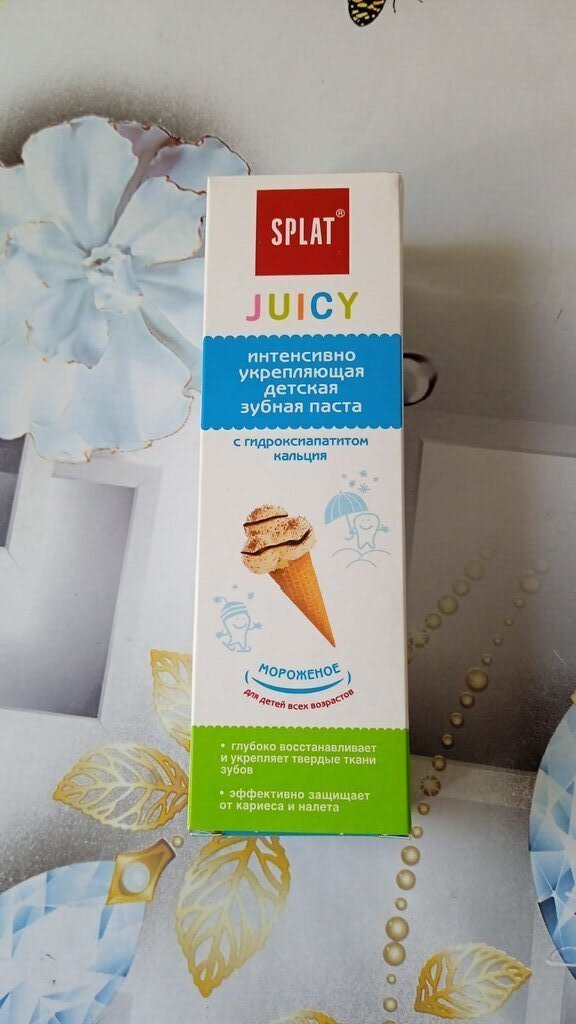 SPLAT®
JUICY
интенсивно
укрепляющая
детская
зубная паста
с гидроксиапатитом
кальция
МОРОЖЕНОЕ
для детей всех возрастов
• глубоко восстанавливает
и укрепляет твердые ткани
зубов
• эффективно защищает
от кариеса и налета